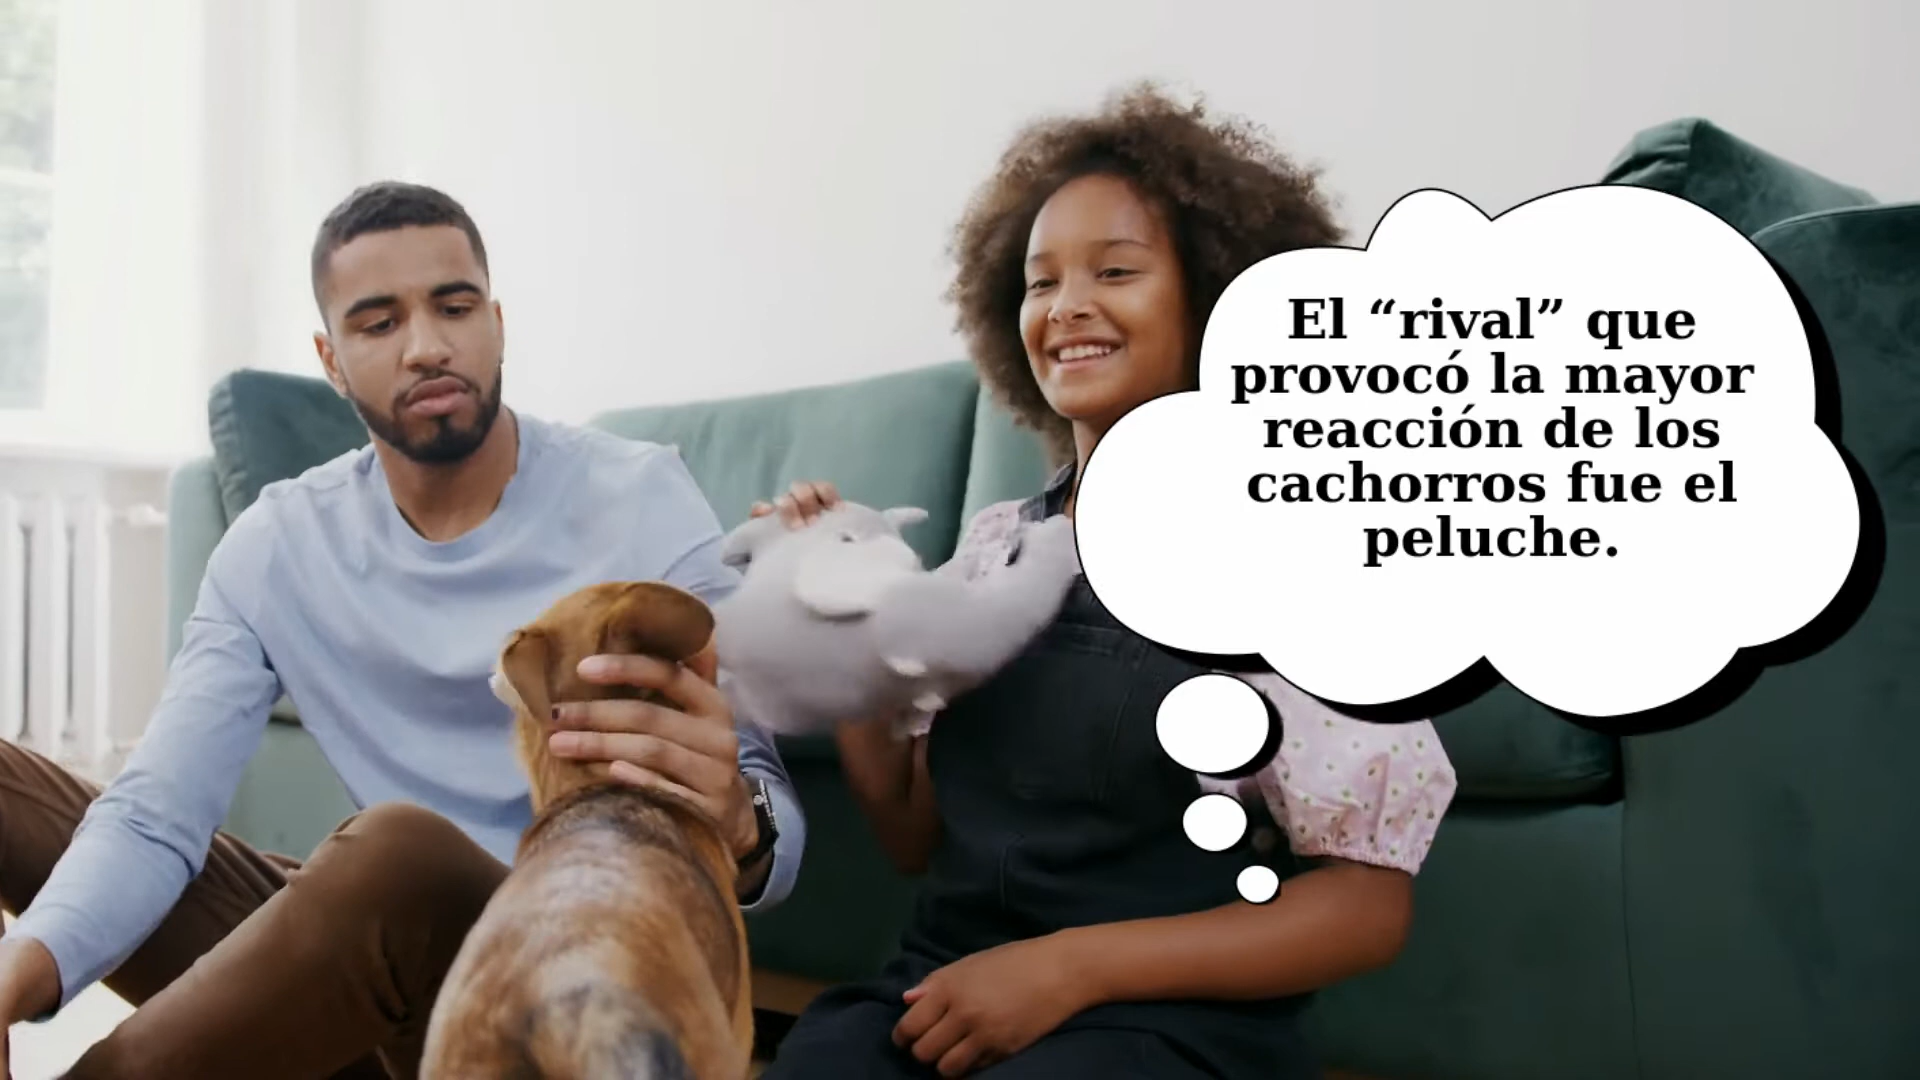 El “rival” que
provocó la mayor
reacción de los
cachorros fue el
peluche.